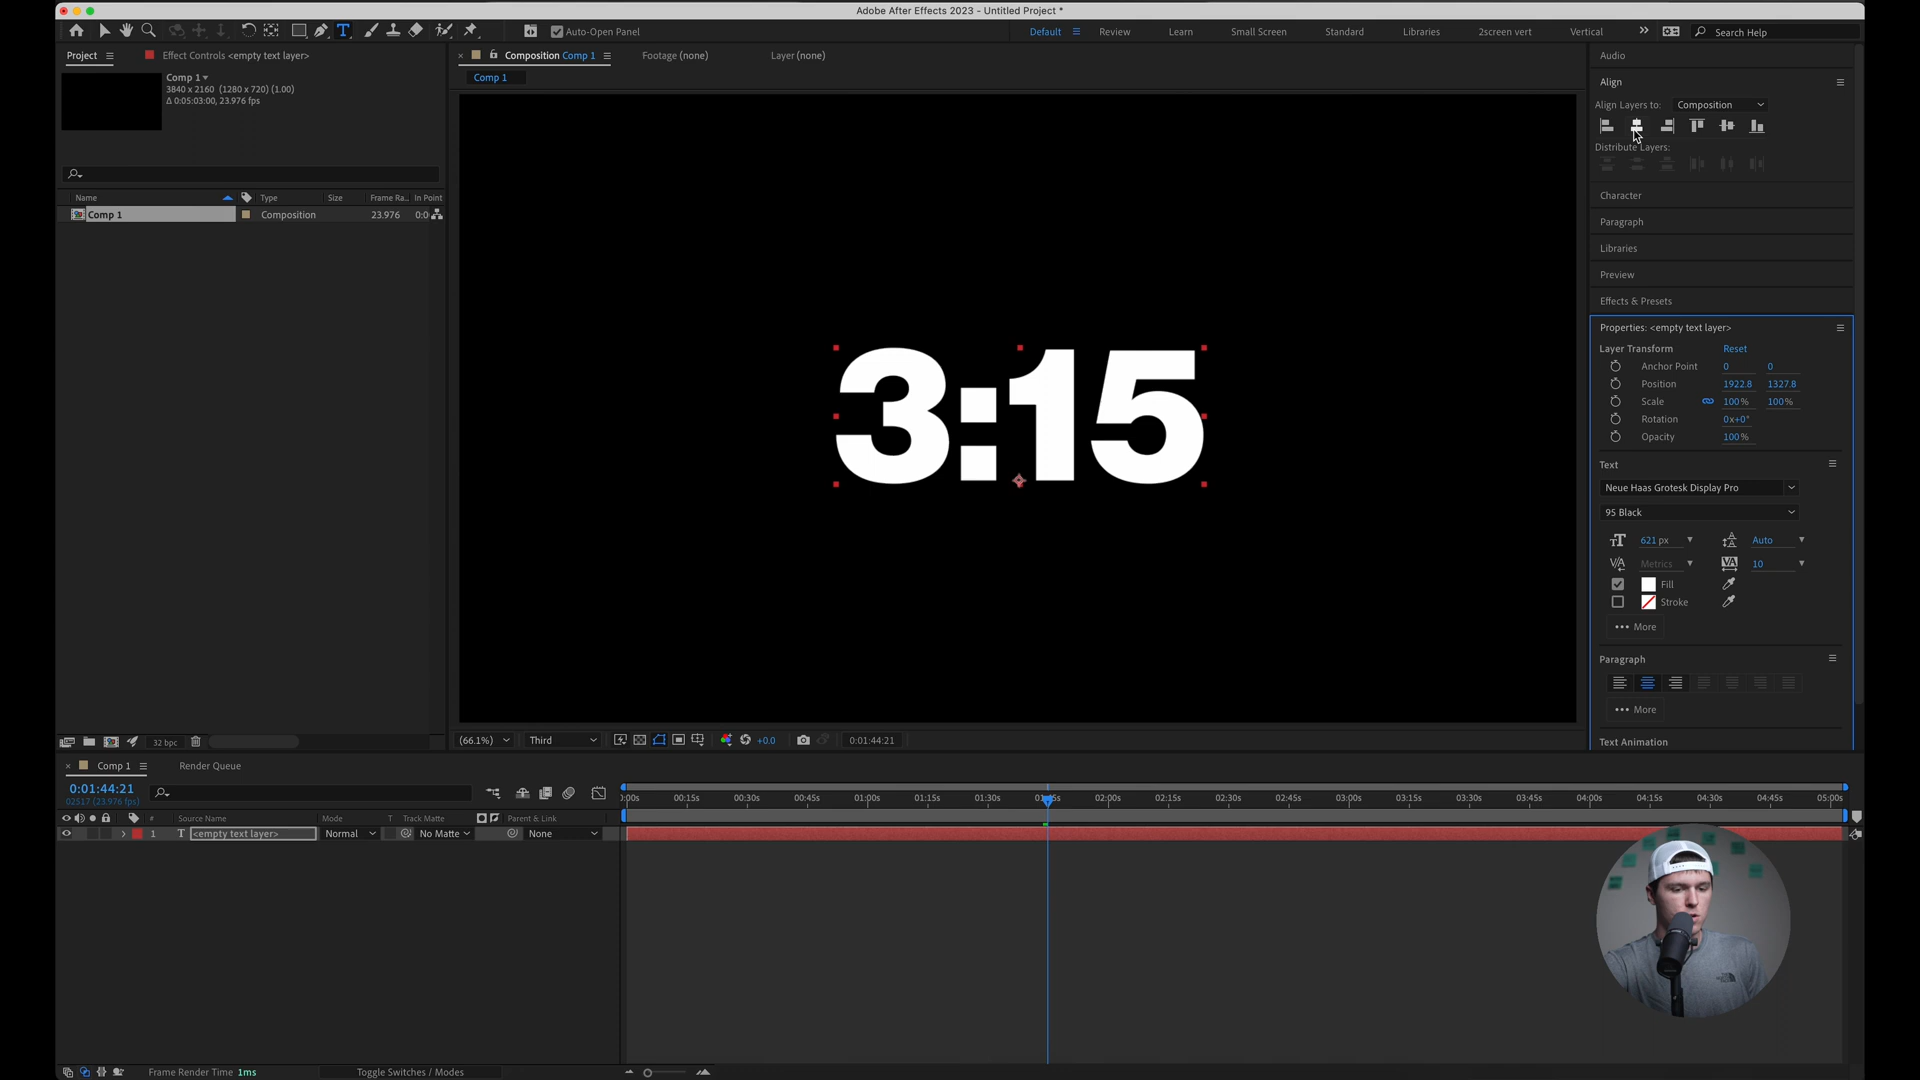 Adobe After Effects 2023 - Untitled Project *
Auto-Open Panel
Default
Review
Learn
Small Screen
Standard
Libraries
2screen vert
Vertical
Search Help
Project
Effect Controls <empty text layer>
Composition Comp 1
Footage (none)
Layer (none)
Comp 1
Comp 1
3840 x 2160 (1280 x 720) (1.00)
Δ 0:05:03:00, 23.976 fps
Name
Type
Size
Frame Ra...
In Point
Comp 1
Composition
23.976
0:0
3:15
Audio
Align
Align Layers to:
Composition
Distribute Layers:
Character
Paragraph
Libraries
Preview
Effects & Presets
Properties: <empty text layer>
Layer Transform
Reset
Anchor Point
0
0
Position
1922.8
1327.8
Scale
100%
100%
Rotation
0x+0°
Opacity
100%
Text
Neue Haas Grotesk Display Pro
95 Black
621 px
Auto
Metrics
10
Fill
Stroke
More
Paragraph
More
Text Animation
32 bpc
(66.1%)
Third
+0.0
0:01:44:21
Comp 1
Render Queue
0:01:44:21
02517 (23.976 fps)
:00s
00:15s
00:30s
00:45s
01:00s
01:15s
01:30s
02:00s
02:15s
02:30s
02:45s
03:00s
03:15s
03:30s
03:45s
04:00s
04:15s
04:30s
04:45s
05:00s
#
Source Name
Mode
T
Track Matte
Parent & Link
1
T
<empty text layer>
Normal
No Matte
None
Frame Render Time 1ms
Toggle Switches / Modes